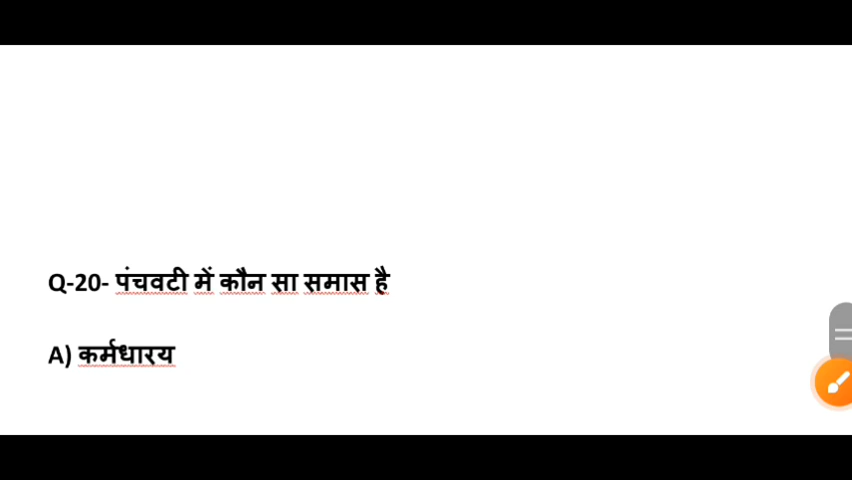 Q-20- पंचवटी में कौन सा समास है
A) कर्मधारय